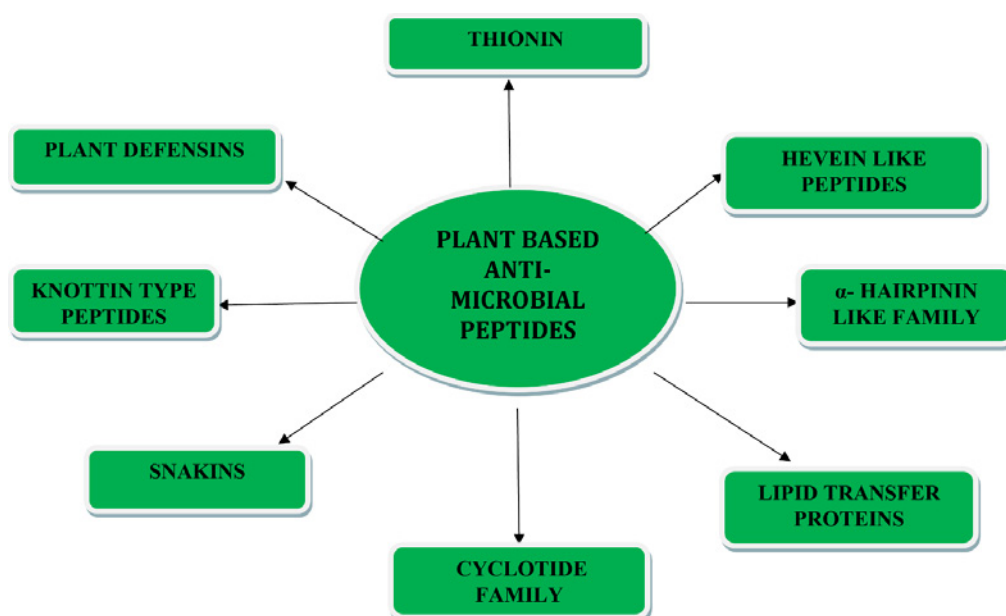 THIONIN
PLANT DEFENSINS
HEVEIN LIKE
PEPTIDES
PLANT BASED
ANTI-
MICROBIAL
PEPTIDES
KNOTTIN TYPE
PEPTIDES
α- HAIRPININ
LIKE FAMILY
SNAKINS
LIPID TRANSFER
PROTEINS
CYCLOTIDE
FAMILY